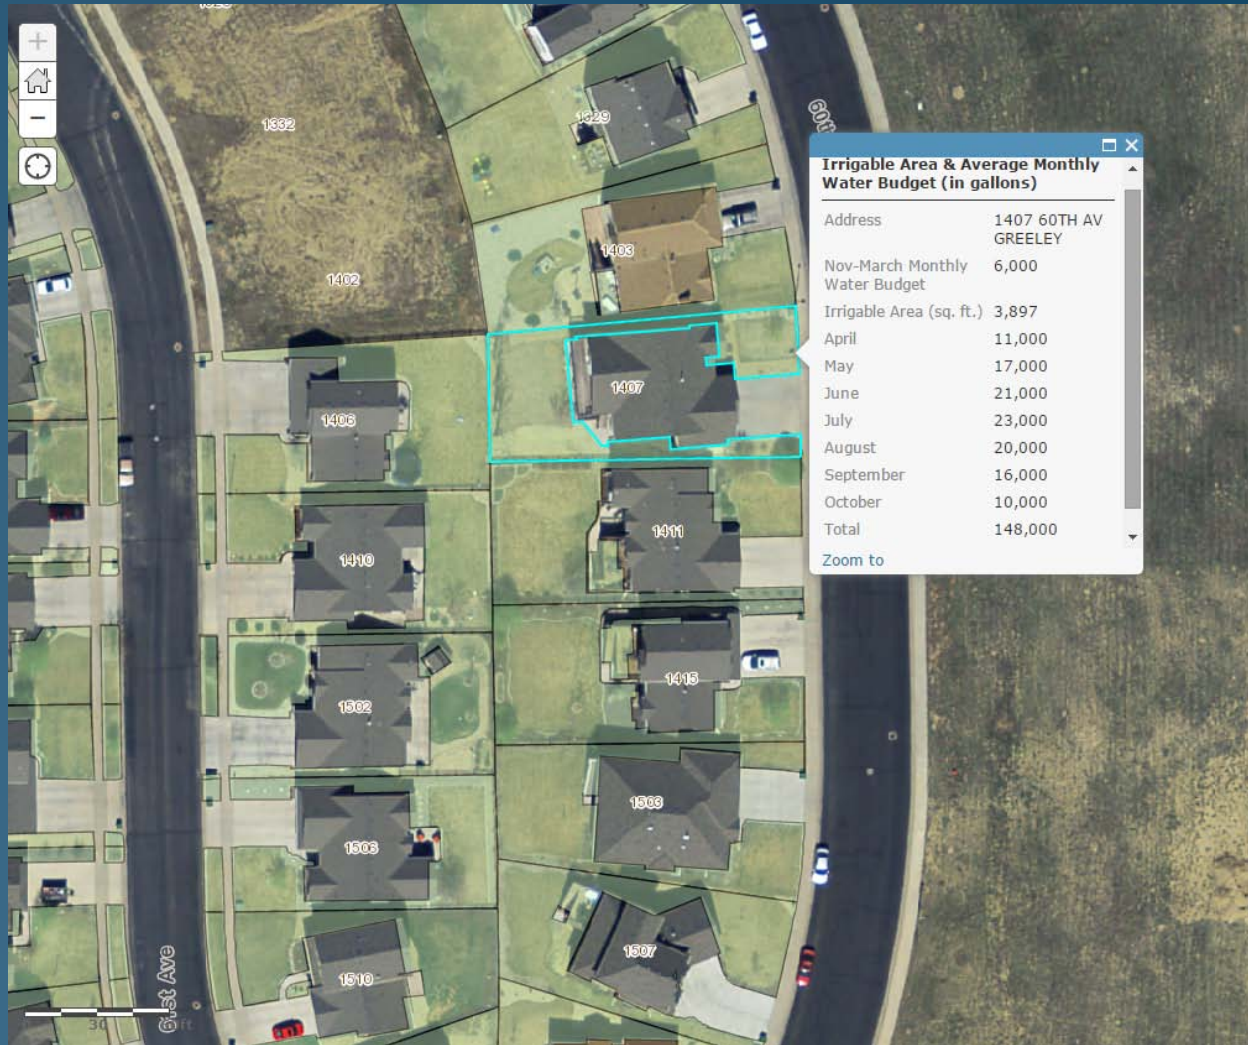 1332
1329
60th
Irrigable Area & Average Monthly
Water Budget (in gallons)
Address 1407 60TH AV
GREELEY
Nov-March Monthly 6,000
Water Budget
Irrigable Area (sq. ft.) 3,897
April 11,000
May 17,000
June 21,000
July 23,000
August 20,000
September 16,000
October 10,000
Total 148,000
Zoom to
1403
1402
1407
1406
1411
1410
1415
1502
1503
1506
1507
1510
61st Ave
30